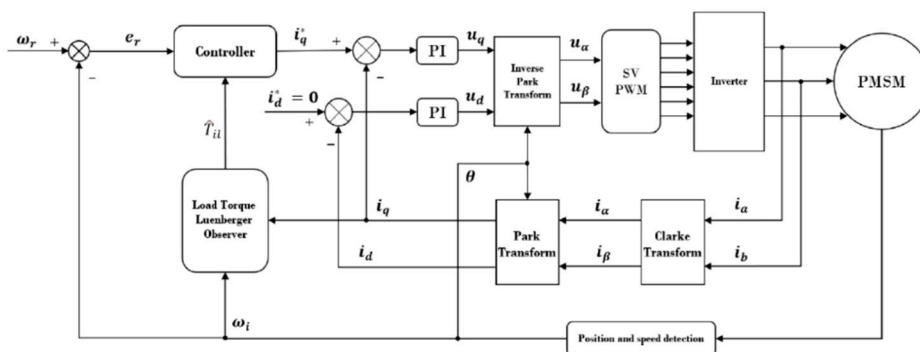 ω_r
+
−
e_r
Controller
i_q^*
+
−
PI
u_q
Inverse
Park
Transform
u_α
u_β
SV
PWM
Inverter
PMSM
i_d^* = 0
+
−
PI
u_d
T̂_il
θ
Load Torque
Luenberger
Observer
i_q
i_d
Park
Transform
i_α
i_β
Clarke
Transform
i_a
i_b
ω_i
Position and speed detection